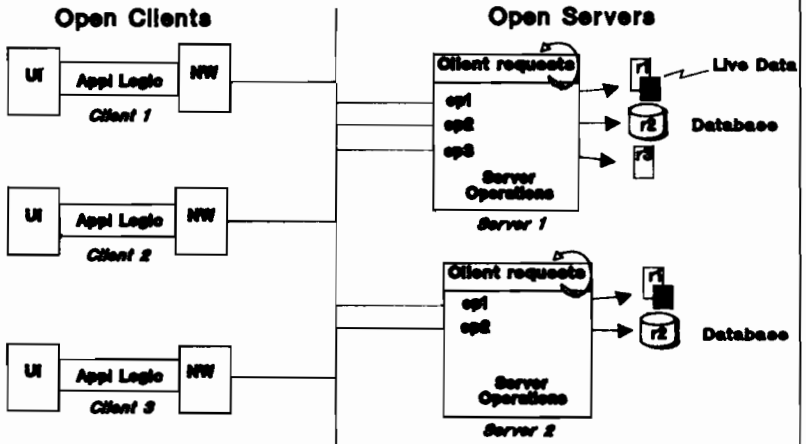 Open Clients
UI
Appl Logic
NW
Client 1
UI
Appl Logic
NW
Client 2
UI
Appl Logic
NW
Client 3
Open Servers
Client requests
op1
op2
op3
Server
Operations
Server 1
r1
Live Data
r2
Database
r3
Client requests
op1
op2
Server
Operations
Server 2
r1
r2
Database